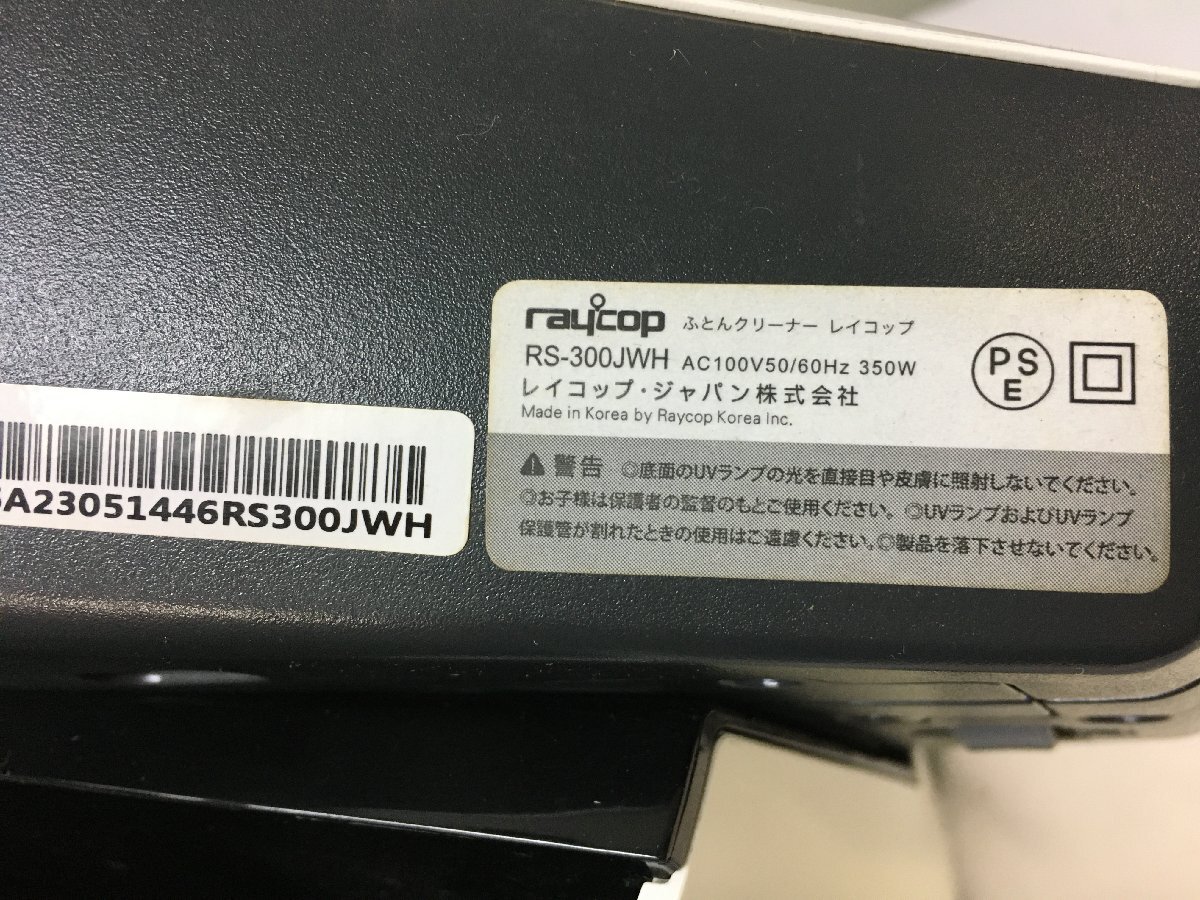 raycop ふとんクリーナー レイコップ
RS-300JWH AC100V50/60Hz 350W
レイコップ・ジャパン株式会社
Made in Korea by Raycop Korea Inc.
PS
E
警告 ◎底面のUVランプの光を直接目や皮膚に照射しないてください。
◎お子様は保護者の監督のもとご使用ください。◎UVランプおよびUVランプ
保護管が割れたときの使用はご遠慮ください。◎製品を落下させないてください。
A23051446RS300JWH